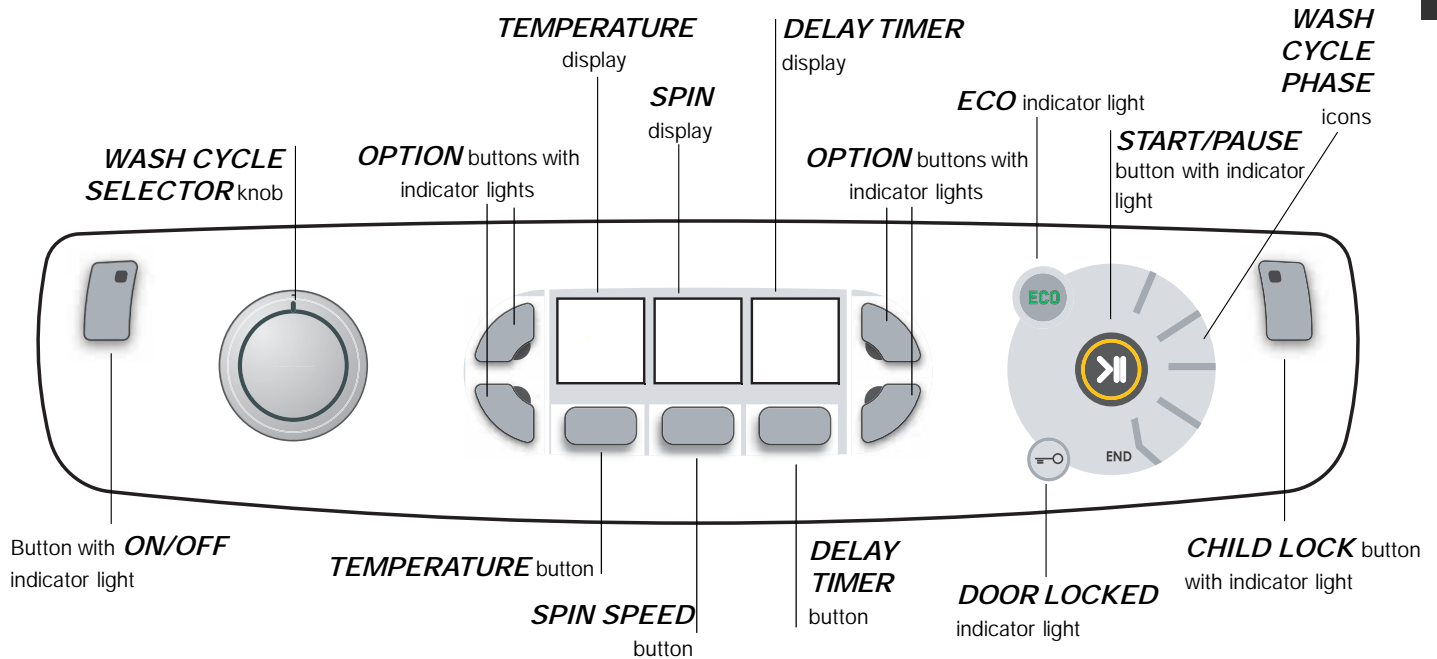 TEMPERATURE
display
DELAY TIMER
display
WASH
CYCLE
PHASE
icons
SPIN
display
ECO indicator light
START/PAUSE
button with indicator
light
WASH CYCLE
SELECTOR knob
OPTION buttons with
indicator lights
OPTION buttons with
indicator lights
ECO
END
Button with ON/OFF
indicator light
TEMPERATURE button
SPIN SPEED
button
DELAY
TIMER
button
DOOR LOCKED
indicator light
CHILD LOCK button
with indicator light